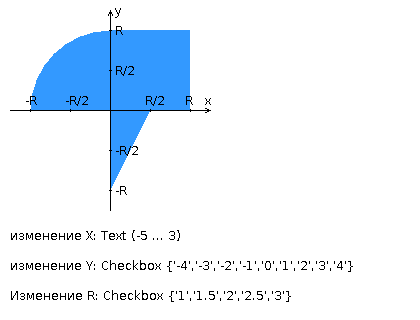 y
R
R/2
-R -R/2 R/2 R x
-R/2
-R
изменение X: Text (-5 ... 3)
изменение Y: Checkbox {'-4','-3','-2','-1','0','1','2','3','4'}
Изменение R: Checkbox {'1','1.5','2','2.5','3'}